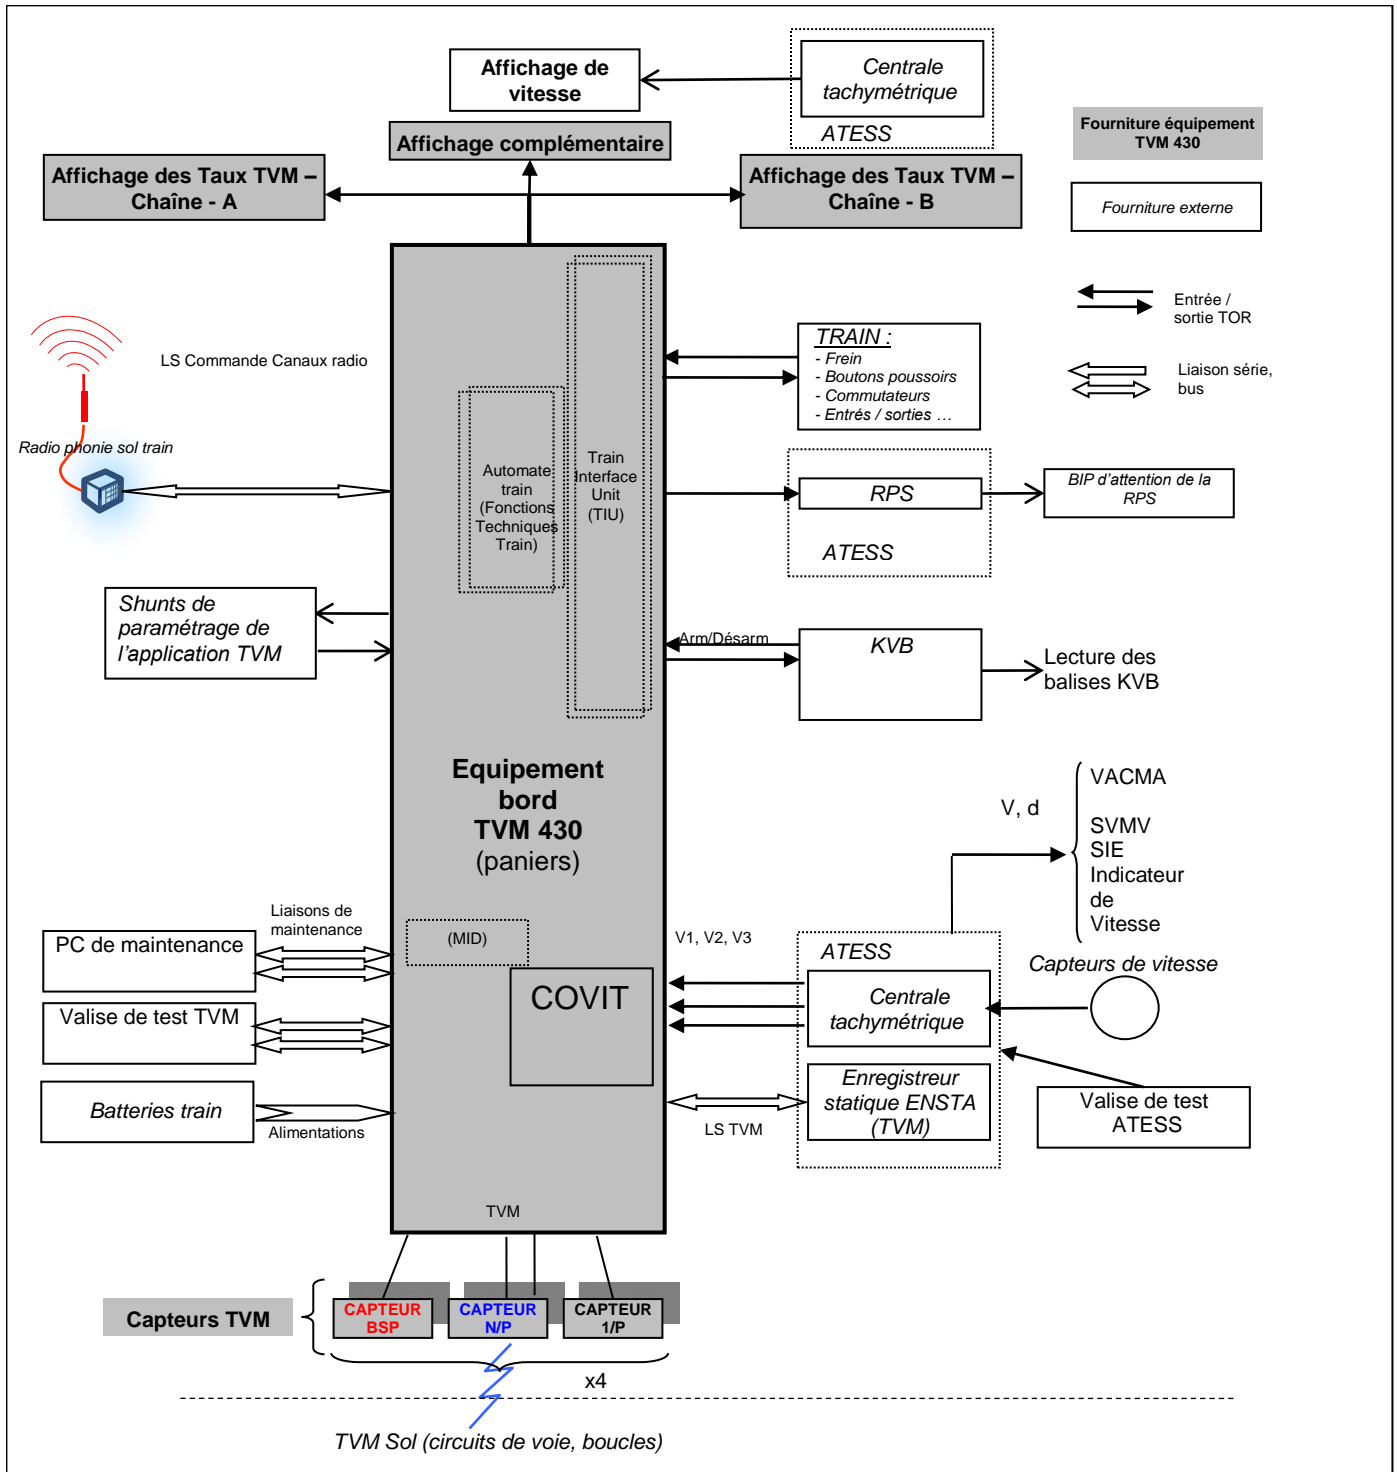 Affichage de
vitesse
Centrale
tachymétrique
ATESS
Affichage complémentaire
Fourniture équipement
TVM 430
Affichage des Taux TVM –
Chaîne - A
Affichage des Taux TVM –
Chaîne - B
Fourniture externe
Entrée /
sortie TOR
LS Commande Canaux radio
TRAIN :
- Frein
- Boutons poussoirs
- Commutateurs
- Entrés / sorties …
Liaison série,
bus
Radio phonie sol train
Automate
train
(Fonctions
Techniques
Train)
Train
Interface
Unit
(TIU)
RPS
ATESS
BIP d’attention de la
RPS
Shunts de
paramétrage de
l’application TVM
Arm/Désarm
KVB
Lecture des
balises KVB
Equipement
bord
TVM 430
(paniers)
V, d
VACMA
SVMV
SIE
Indicateur
de
Vitesse
Liaisons de
maintenance
PC de maintenance
(MID)
V1, V2, V3
ATESS
Capteurs de vitesse
COVIT
Centrale
tachymétrique
Valise de test TVM
Batteries train
Alimentations
LS TVM
Enregistreur
statique ENSTA
(TVM)
Valise de test
ATESS
TVM
Capteurs TVM
CAPTEUR
BSP
CAPTEUR
N/P
CAPTEUR
1/P
x4
TVM Sol (circuits de voie, boucles)